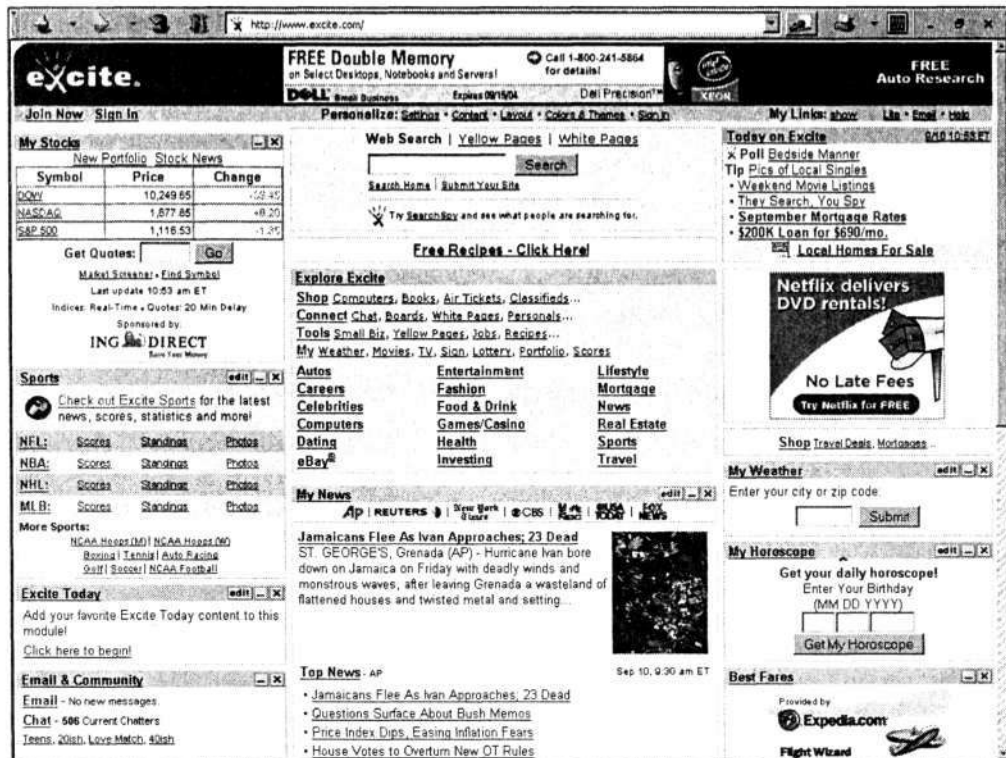 http://www.excite.com/
excite.
FREE Double Memory
on Select Desktops, Notebooks and Servers!
Call 1-800-241-5864
for details!
DELL Small Business
Expires 09/15/04
Dell Precision™
XEON
FREE
Auto Research
Join Now Sign In
Personalize: Settings • Content • Layout • Colors & Themes • Sign In
My Links: show Lite • Email • Help
My Stocks
New Portfolio Stock News
Symbol Price Change
DOW 10,249.65
NASDAQ 1,877.85 +8.20
S&P 500 1,116.53
Get Quotes: Go
Market Screener • Find Symbol
Last update 10:53 am ET
Indices: Real-Time • Quotes: 20 Min Delay
Sponsored by:
ING DIRECT
Save Your Money
Sports edit
Check out Excite Sports for the latest
news, scores, statistics and more!
NFL: Scores Standings Photos
NBA: Scores Standings Photos
NHL: Scores Standings Photos
MLB: Scores Standings Photos
More Sports:
NCAA Hoops (M) | NCAA Hoops (W)
Boxing | Tennis | Auto Racing
Golf | Soccer | NCAA Football
Excite Today edit
Add your favorite Excite Today content to this
module!
Click here to begin!
Email & Community
Email - No new messages.
Chat - 506 Current Chatters
Teens, 20ish, Love Match, 40ish
Web Search | Yellow Pages | White Pages
Search
Search Home | Submit Your Site
Try SearchSpy and see what people are searching for.
Free Recipes - Click Here!
Explore Excite
Shop Computers, Books, Air Tickets, Classifieds...
Connect Chat, Boards, White Pages, Personals...
Tools Small Biz, Yellow Pages, Jobs, Recipes...
My Weather, Movies, TV, Sign, Lottery, Portfolio, Scores
Autos Entertainment Lifestyle
Careers Fashion Mortgage
Celebrities Food & Drink News
Computers Games/Casino Real Estate
Dating Health Sports
eBay® Investing Travel
My News edit
AP | REUTERS | New York Times | CBS | USA TODAY | FOX NEWS
Jamaicans Flee As Ivan Approaches; 23 Dead
ST. GEORGE'S, Grenada (AP) - Hurricane Ivan bore
down on Jamaica on Friday with deadly winds and
monstrous waves, after leaving Grenada a wasteland of
flattened houses and twisted metal and setting...
Top News - AP Sep 10, 9:30 am ET
• Jamaicans Flee As Ivan Approaches; 23 Dead
• Questions Surface About Bush Memos
• Price Index Dips, Easing Inflation Fears
• House Votes to Overturn New OT Rules
Today on Excite 9/10 10:53 ET
Poll Bedside Manner
Tip Pics of Local Singles
• Weekend Movie Listings
• They Search, You Spy
• September Mortgage Rates
• $200K Loan for $690/mo.
Local Homes For Sale
Netflix delivers
DVD rentals!
No Late Fees
Try Netflix for FREE
Shop Travel Deals, Mortgages...
My Weather edit
Enter your city or zip code:
Submit
My Horoscope edit
Get your daily horoscope!
Enter Your Birthday
(MM DD YYYY)
Get My Horoscope
Best Fares
Provided by
Expedia.com
Flight Wizard